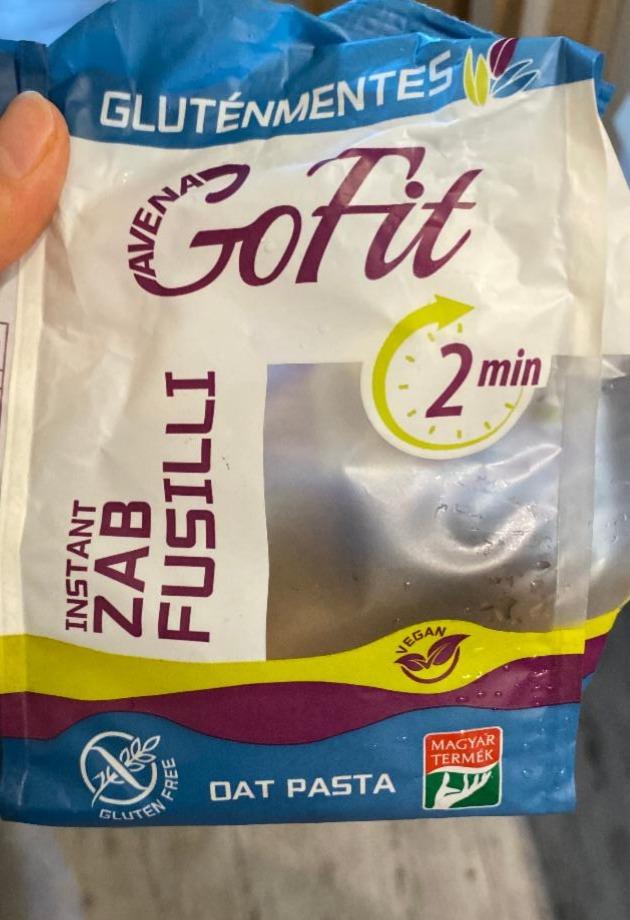 GLUTÉNMENTES
AVENA
GoFit
2 min
INSTANT
ZAB
FUSILLI
VEGAN
GLUTEN FREE
OAT PASTA
MAGYAR
TERMÉK